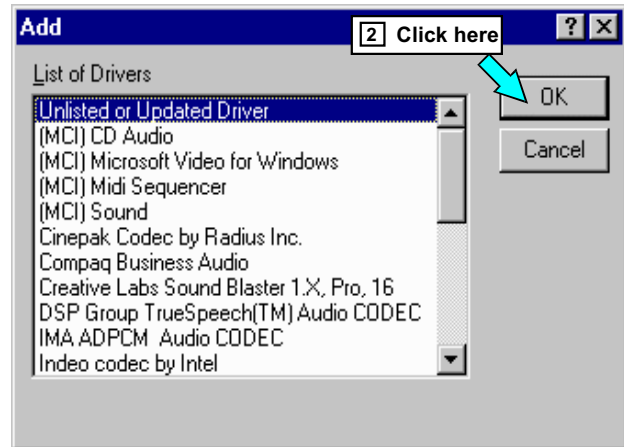 Add
2 Click here
? X
List of Drivers
OK
Cancel
Unlisted or Updated Driver
(MCI) CD Audio
(MCI) Microsoft Video for Windows
(MCI) Midi Sequencer
(MCI) Sound
Cinepak Codec by Radius Inc.
Compaq Business Audio
Creative Labs Sound Blaster 1.X, Pro, 16
DSP Group TrueSpeech(TM) Audio CODEC
IMA ADPCM  Audio CODEC
Indeo codec by Intel